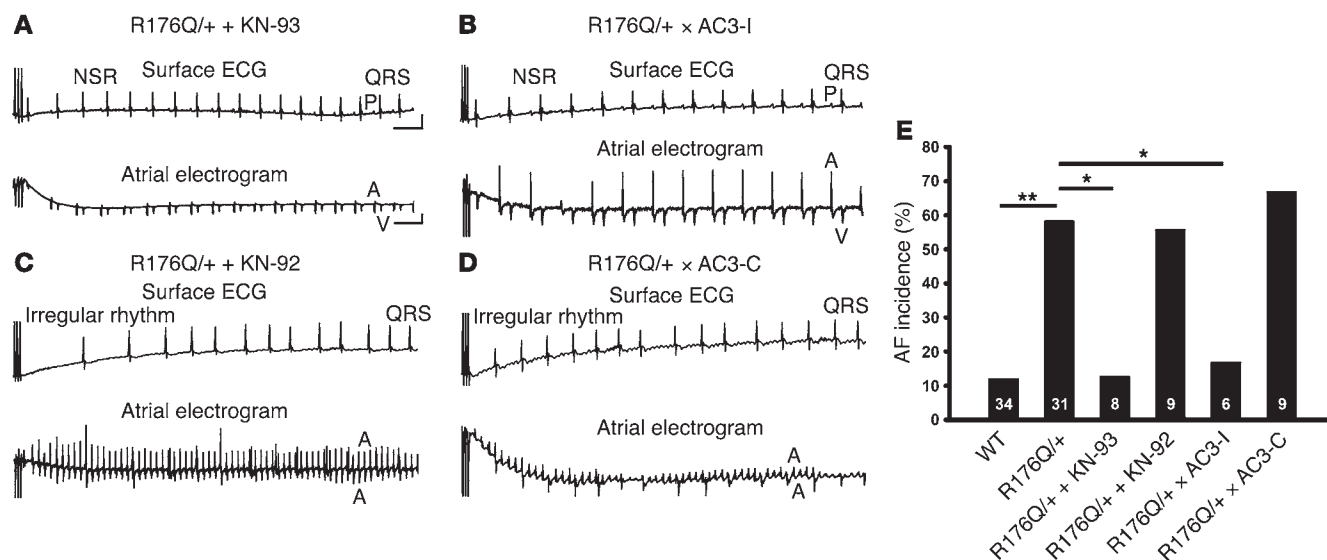 A
R176Q/+ + KN-93
Surface ECG
NSR
QRS
P
Atrial electrogram
A
V
B
R176Q/+ × AC3-I
Surface ECG
NSR
QRS
P
Atrial electrogram
A
V
C
R176Q/+ + KN-92
Surface ECG
Irregular rhythm
QRS
Atrial electrogram
A
A
D
R176Q/+ × AC3-C
Surface ECG
Irregular rhythm
QRS
Atrial electrogram
A
A
E
AF incidence (%)
80
70
60
50
40
30
20
10
0
**
*
*
34
31
8
9
6
9
WT
R176Q/+
R176Q/+ + KN-93
R176Q/+ + KN-92
R176Q/+ × AC3-I
R176Q/+ × AC3-C